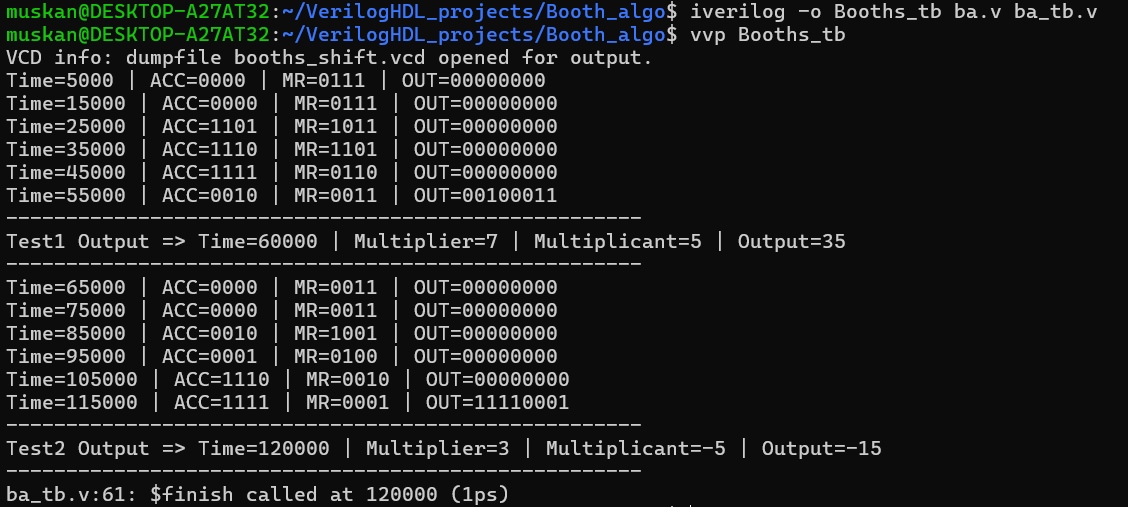 muskan@DESKTOP-A27AT32:~/VerilogHDL_projects/Booth_algo$ iverilog -o Booths_tb ba.v ba_tb.v
muskan@DESKTOP-A27AT32:~/VerilogHDL_projects/Booth_algo$ vvp Booths_tb
VCD info: dumpfile booths_shift.vcd opened for output.
Time=5000 | ACC=0000 | MR=0111 | OUT=00000000
Time=15000 | ACC=0000 | MR=0111 | OUT=00000000
Time=25000 | ACC=1101 | MR=1011 | OUT=00000000
Time=35000 | ACC=1110 | MR=1101 | OUT=00000000
Time=45000 | ACC=1111 | MR=0110 | OUT=00000000
Time=55000 | ACC=0010 | MR=0011 | OUT=00100011
-----------------------------------------------------
Test1 Output => Time=60000 | Multiplier=7 | Multiplicant=5 | Output=35
-----------------------------------------------------
Time=65000 | ACC=0000 | MR=0011 | OUT=00000000
Time=75000 | ACC=0000 | MR=0011 | OUT=00000000
Time=85000 | ACC=0010 | MR=1001 | OUT=00000000
Time=95000 | ACC=0001 | MR=0100 | OUT=00000000
Time=105000 | ACC=1110 | MR=0010 | OUT=00000000
Time=115000 | ACC=1111 | MR=0001 | OUT=11110001
-----------------------------------------------------
Test2 Output => Time=120000 | Multiplier=3 | Multiplicant=-5 | Output=-15
-----------------------------------------------------
ba_tb.v:61: $finish called at 120000 (1ps)